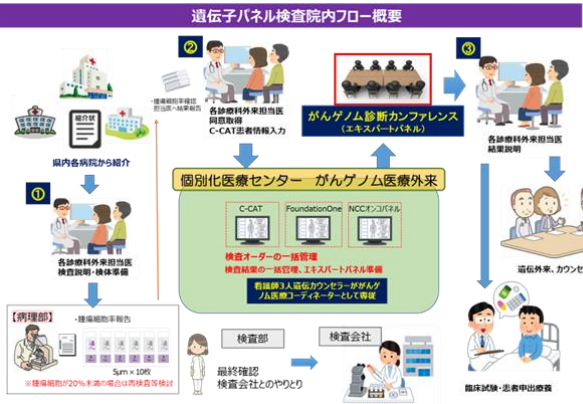 遺伝子パネル検査院内フロー概要
紹介状
県内各病院から紹介
①
各診療科外来担当医
検査説明・検体準備
【病理部】
・腫瘍細胞率報告
5μm×10枚
※腫瘍細胞が20%未満の場合は再検査等検討
・腫瘍細胞率確認
担当医へ結果報告
②
各診療科外来担当医
同意取得
C-CAT患者情報入力
がんゲノム診断カンファレンス
（エキスパートパネル）
③
各診療科外来担当医
結果説明
個別化医療センター がんゲノム医療外来
C-CAT
FoundationOne
NCCオンコパネル
検査オーダーの一括管理
検査結果の一括管理、エキスパートパネル準備
看護師3人遺伝カウンセラーががんゲ
ノム医療コーディネーターとして専従
検査部
検査会社
最終確認
検査会社とのやりとり
遺伝外来、カウンセ
臨床試験・患者申出療養